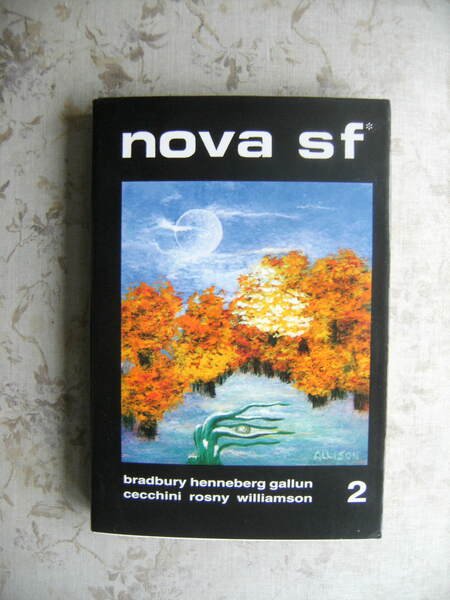 nova sf*
ALLISON
bradbury henneberg gallun
cecchini rosny williamson 2